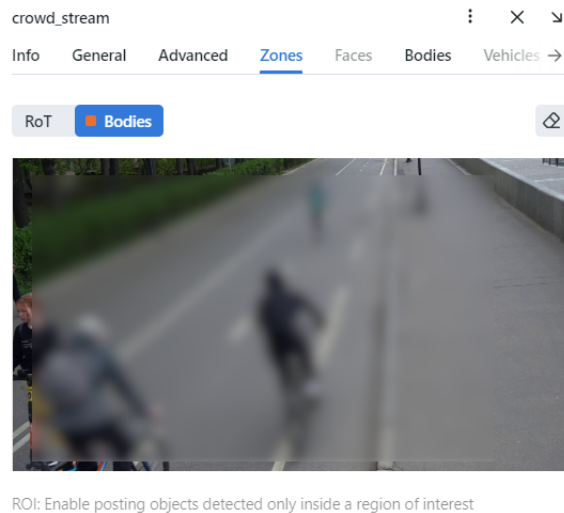 crowd_stream
Info General Advanced Zones Faces Bodies Vehicles
RoT Bodies
ROI: Enable posting objects detected only inside a region of interest